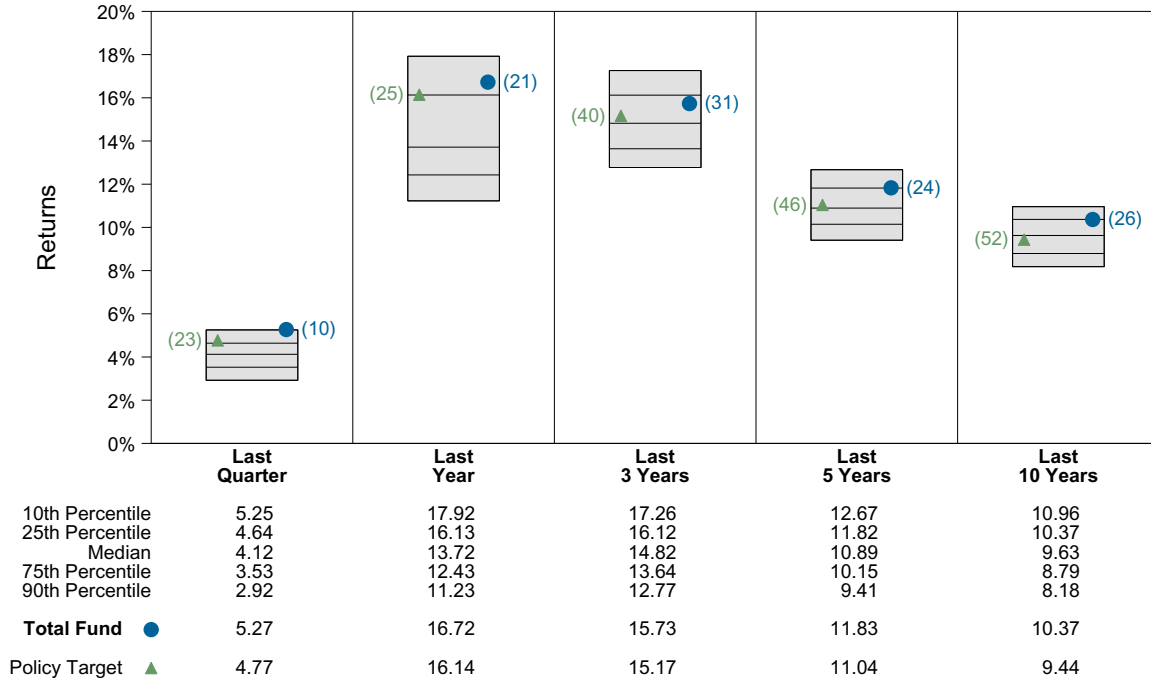 20%
18%
16%
14%
12%
10%
8%
6%
4%
2%
0%
Returns
(23) (10)
(25) (21)
(40) (31)
(46) (24)
(52) (26)
Last Quarter
Last Year
Last 3 Years
Last 5 Years
Last 10 Years
10th Percentile 5.25 17.92 17.26 12.67 10.96
25th Percentile 4.64 16.13 16.12 11.82 10.37
Median 4.12 13.72 14.82 10.89 9.63
75th Percentile 3.53 12.43 13.64 10.15 8.79
90th Percentile 2.92 11.23 12.77 9.41 8.18
Total Fund 5.27 16.72 15.73 11.83 10.37
Policy Target 4.77 16.14 15.17 11.04 9.44